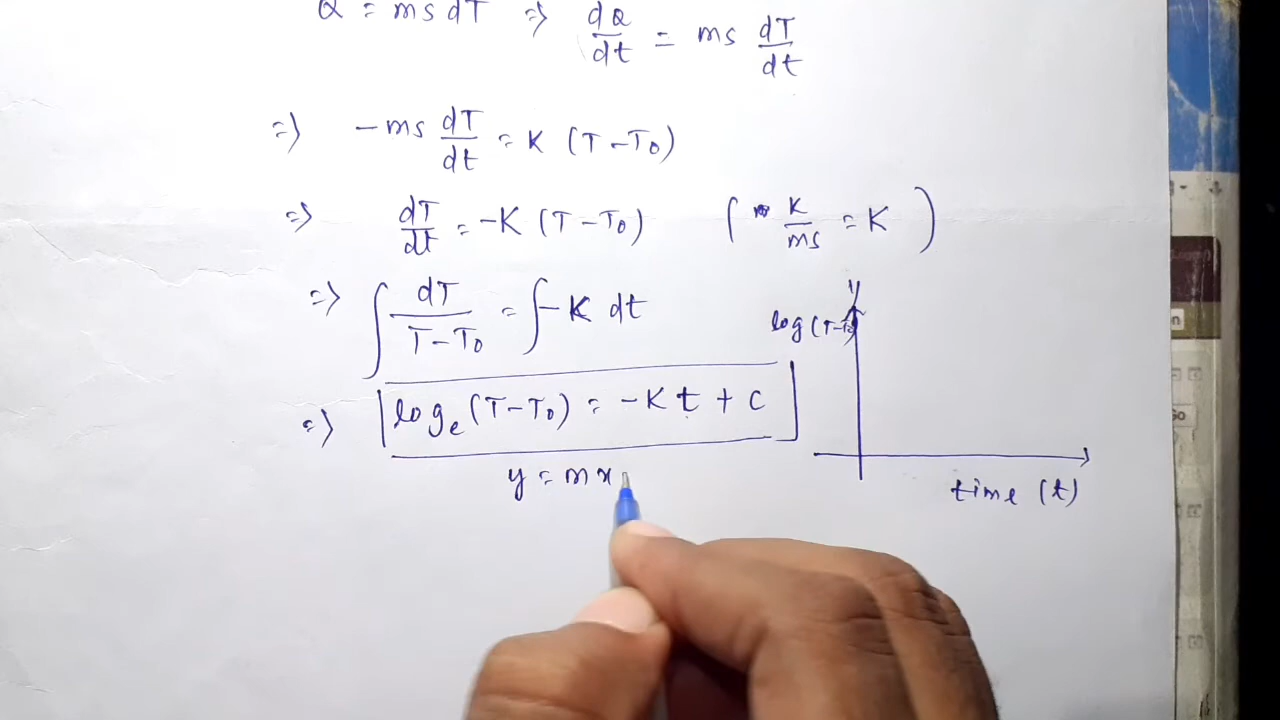 Q = ms dT => dQ/dt = ms dT/dt
=> -ms dT/dt = K (T-T₀)
=> dT/dt = -K (T-T₀) ( K/ms = K )
=> ∫ dT/(T-T₀) = ∫ -K dt
=> logₑ (T-T₀) = -Kt + c
y = mx
y
log (T-T₀)
time (t)